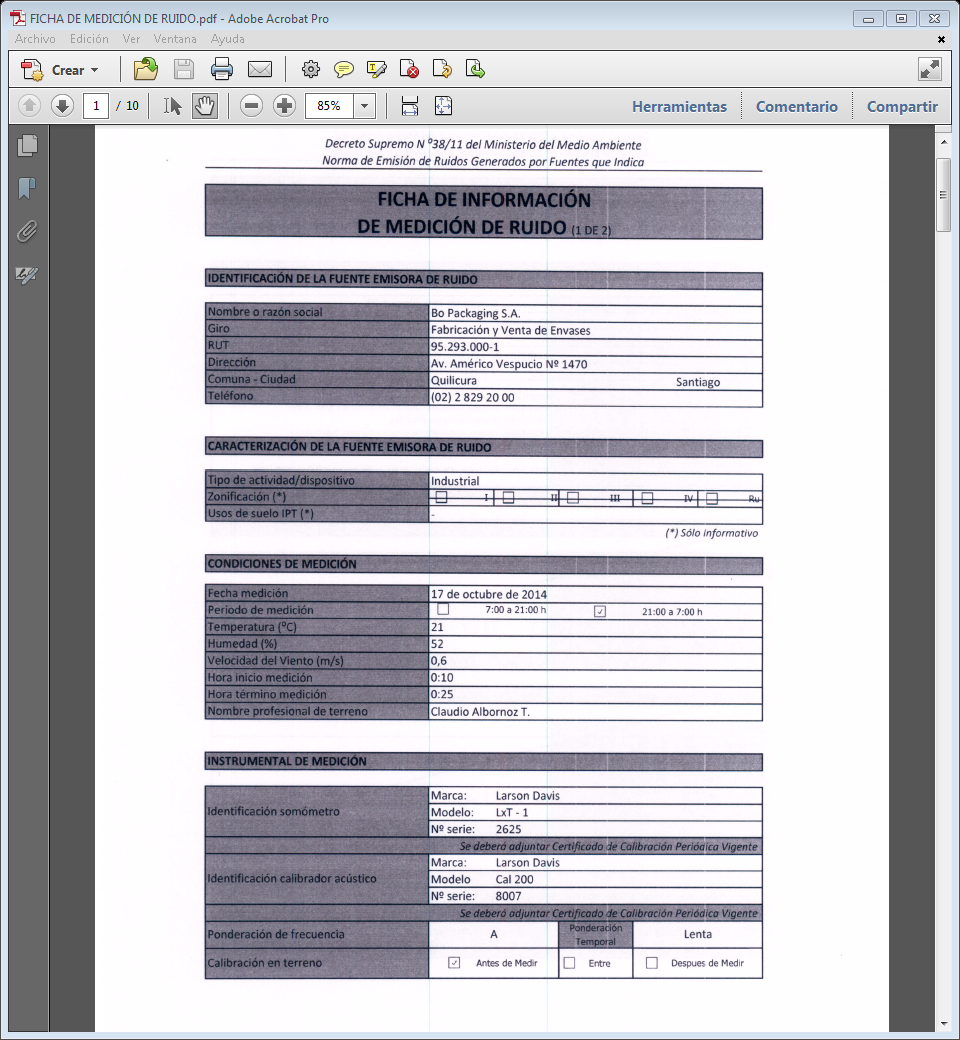 FICHA DE MEDICIÓN DE RUIDO.pdf - Adobe Acrobat Pro
Archivo Edición Ver Ventana Ayuda
Crear
1 / 10 85% Herramientas Comentario Compartir
Decreto Supremo N º38/11 del Ministerio del Medio Ambiente
Norma de Emisión de Ruidos Generados por Fuentes que Indica
FICHA DE INFORMACIÓN
DE MEDICIÓN DE RUIDO (1 DE 2)
IDENTIFICACIÓN DE LA FUENTE EMISORA DE RUIDO
Nombre o razón social Bo Packaging S.A.
Giro Fabricación y Venta de Envases
RUT 95.293.000-1
Dirección Av. Américo Vespucio Nº 1470
Comuna - Ciudad Quilicura Santiago
Teléfono (02) 2 829 20 00
CARACTERIZACIÓN DE LA FUENTE EMISORA DE RUIDO
Tipo de actividad/dispositivo Industrial
Zonificación (*) I II III IV Ru
Usos de suelo IPT (*) -
(*) Sólo informativo
CONDICIONES DE MEDICIÓN
Fecha medición 17 de octubre de 2014
Periodo de medición 7:00 a 21:00 h 21:00 a 7:00 h
Temperatura (ºC) 21
Humedad (%) 52
Velocidad del Viento (m/s) 0,6
Hora inicio medición 0:10
Hora término medición 0:25
Nombre profesional de terreno Claudio Albornoz T.
INSTRUMENTAL DE MEDICIÓN
Marca: Larson Davis
Identificación somómetro Modelo: LxT - 1
Nº serie: 2625
Se deberá adjuntar Certificado de Calibración Periódica Vigente
Marca: Larson Davis
Identificación calibrador acústico Modelo Cal 200
Nº serie: 8007
Se deberá adjuntar Certificado de Calibración Periódica Vigente
Ponderación de frecuencia A Ponderación Temporal Lenta
Calibración en terreno Antes de Medir Entre Despues de Medir